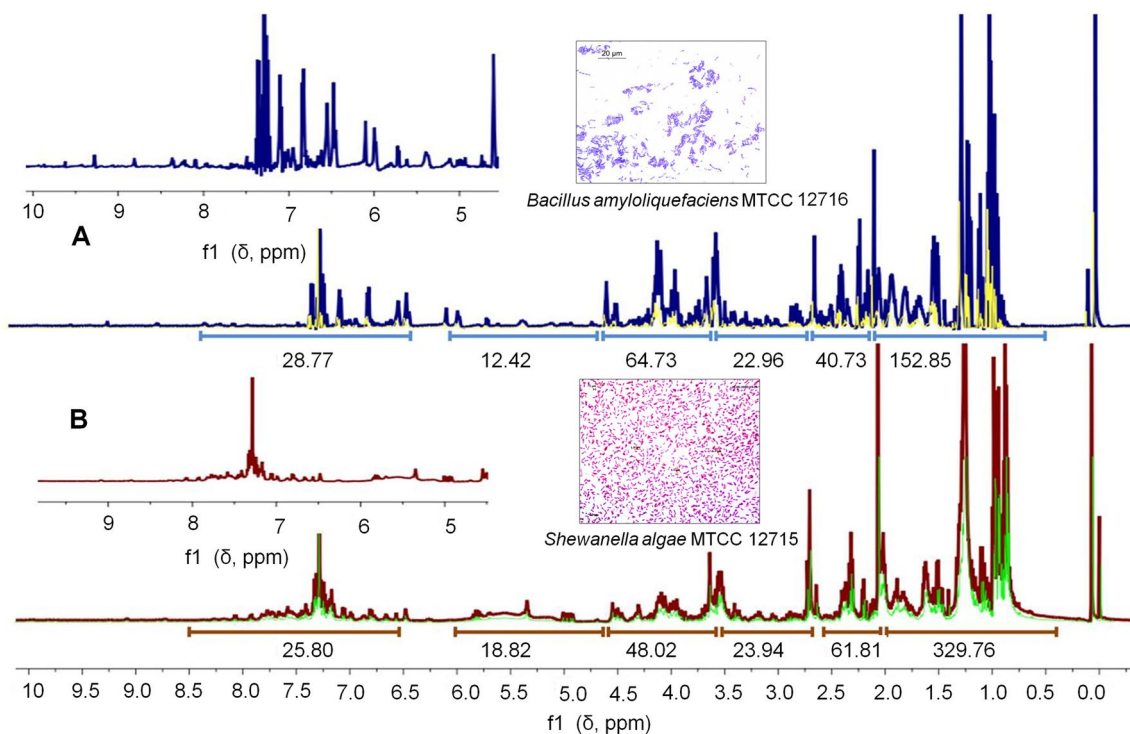 20 µm
10 9 8 7 6 5
Bacillus amyloliquefaciens MTCC 12716
A
f1 (δ, ppm)
28.77 12.42 64.73 22.96 40.73 152.85
B
9 8 7 6 5
f1 (δ, ppm)
Shewanella algae MTCC 12715
25.80 18.82 48.02 23.94 61.81 329.76
10 9.5 9.0 8.5 8.0 7.5 7.0 6.5 6.0 5.5 5.0 4.5 4.0 3.5 3.0 2.5 2.0 1.5 1.0 0.5 0.0
f1 (δ, ppm)